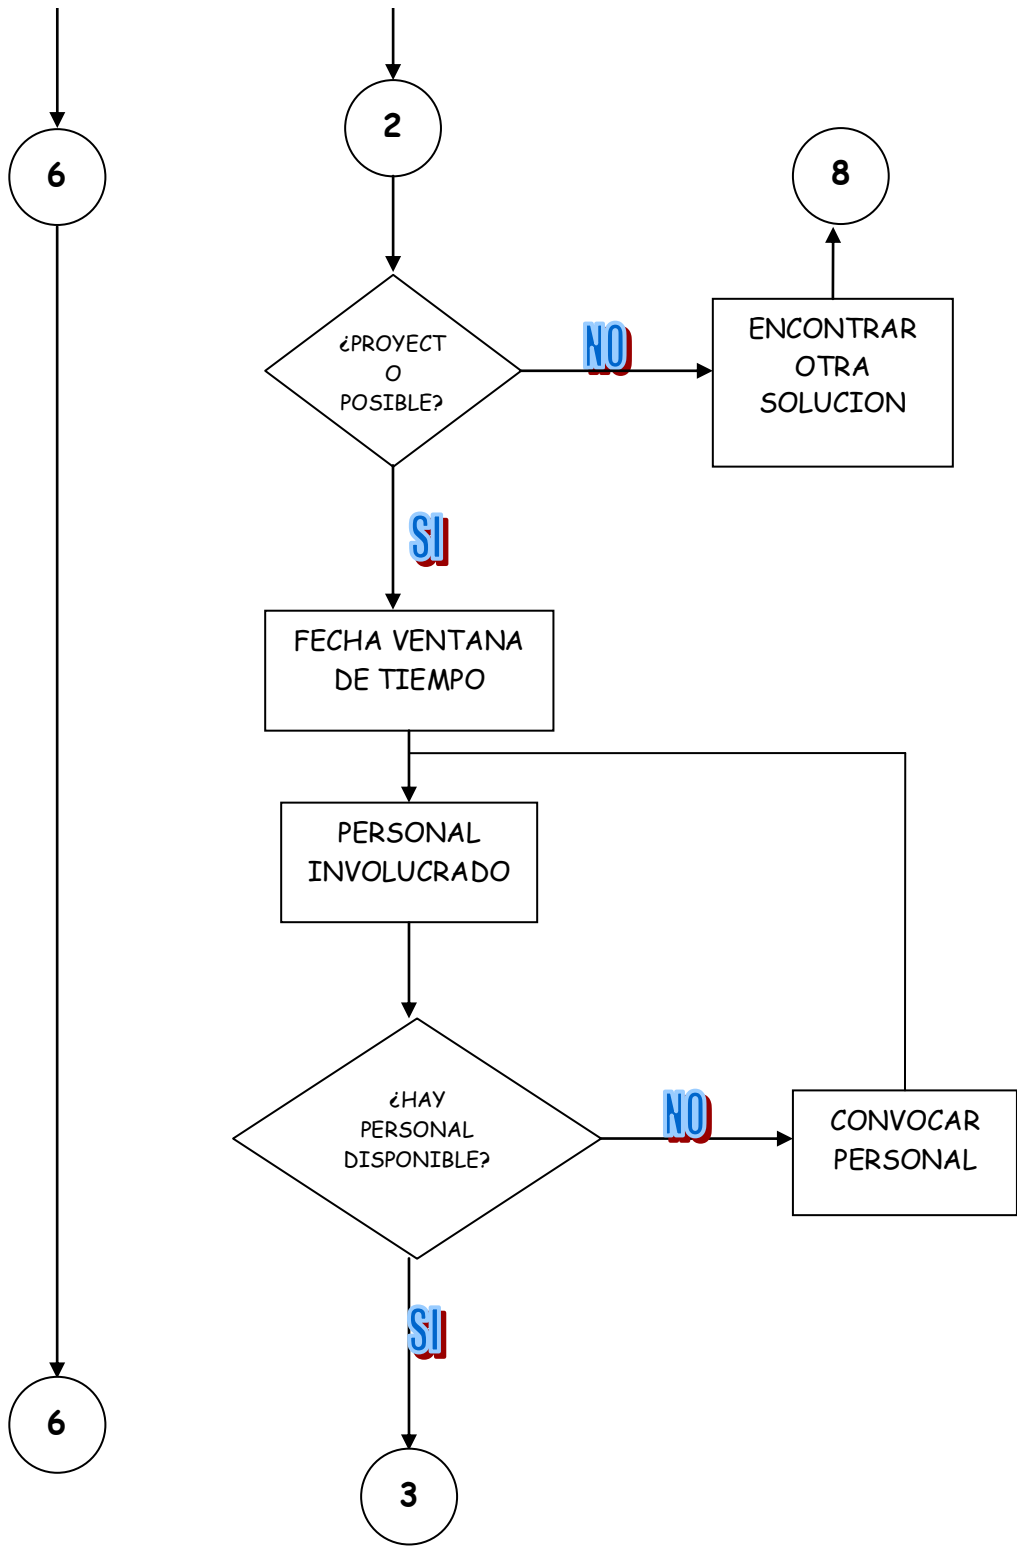 2
6
8
¿PROYECT
O
POSIBLE?
NO
ENCONTRAR
OTRA
SOLUCION
SI
FECHA VENTANA
DE TIEMPO
PERSONAL
INVOLUCRADO
¿HAY
PERSONAL
DISPONIBLE?
NO
CONVOCAR
PERSONAL
SI
6
3